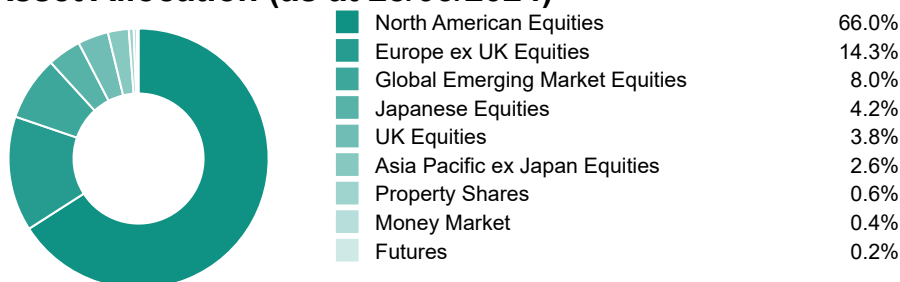 North American Equities 66.0%
Europe ex UK Equities 14.3%
Global Emerging Market Equities 8.0%
Japanese Equities 4.2%
UK Equities 3.8%
Asia Pacific ex Japan Equities 2.6%
Property Shares 0.6%
Money Market 0.4%
Futures 0.2%